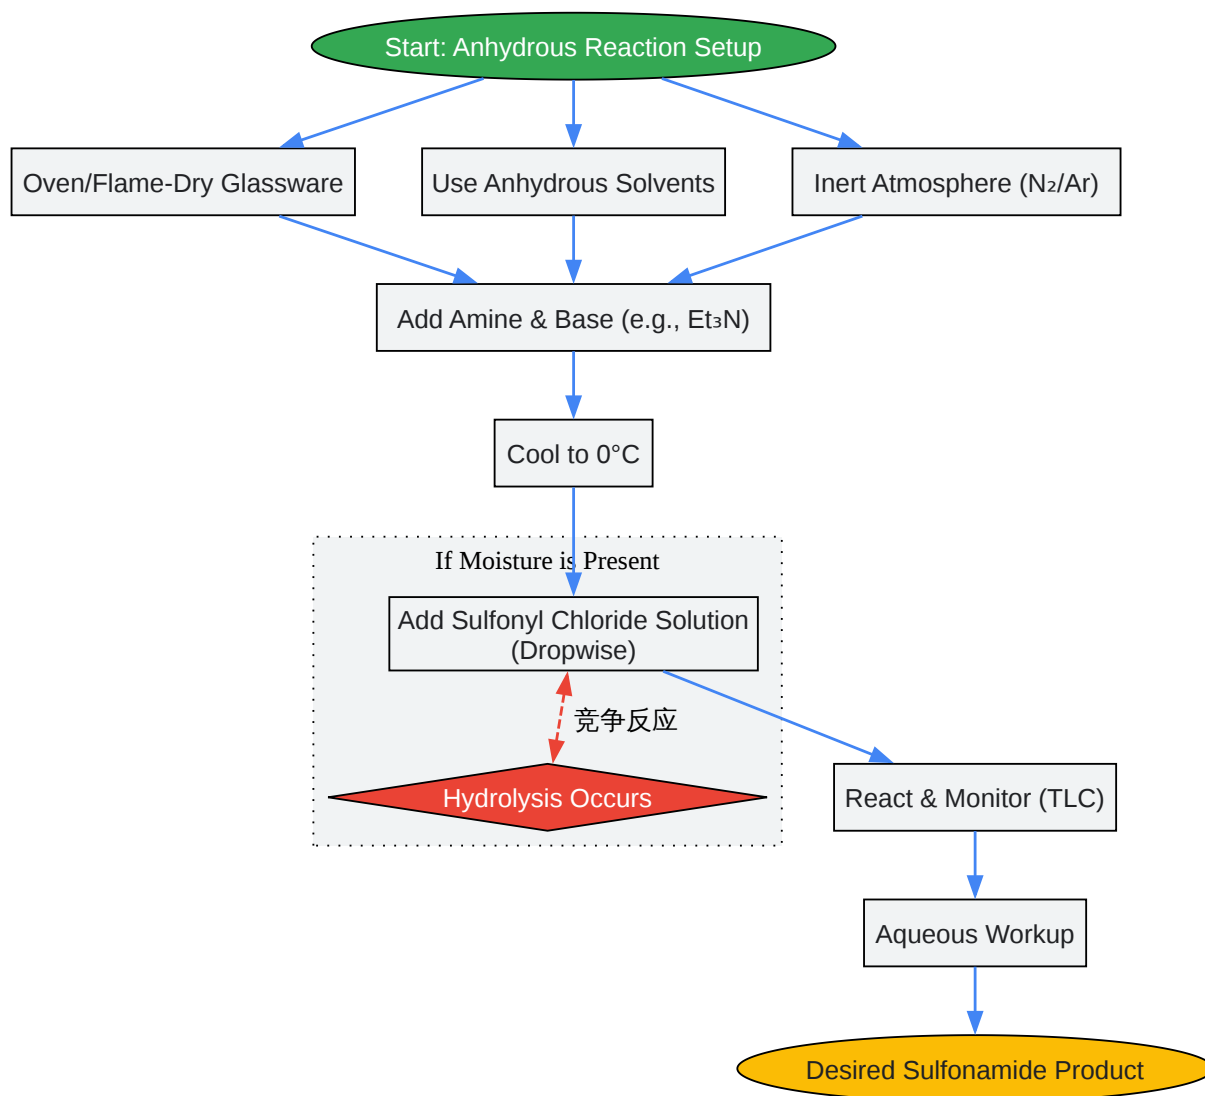 Start: Anhydrous Reaction Setup
Oven/Flame-Dry Glassware
Use Anhydrous Solvents
Inert Atmosphere (N₂/Ar)
Add Amine & Base (e.g., Et₃N)
Cool to 0°C
If Moisture is Present
Add Sulfonyl Chloride Solution
(Dropwise)
竞争反应
Hydrolysis Occurs
React & Monitor (TLC)
Aqueous Workup
Desired Sulfonamide Product